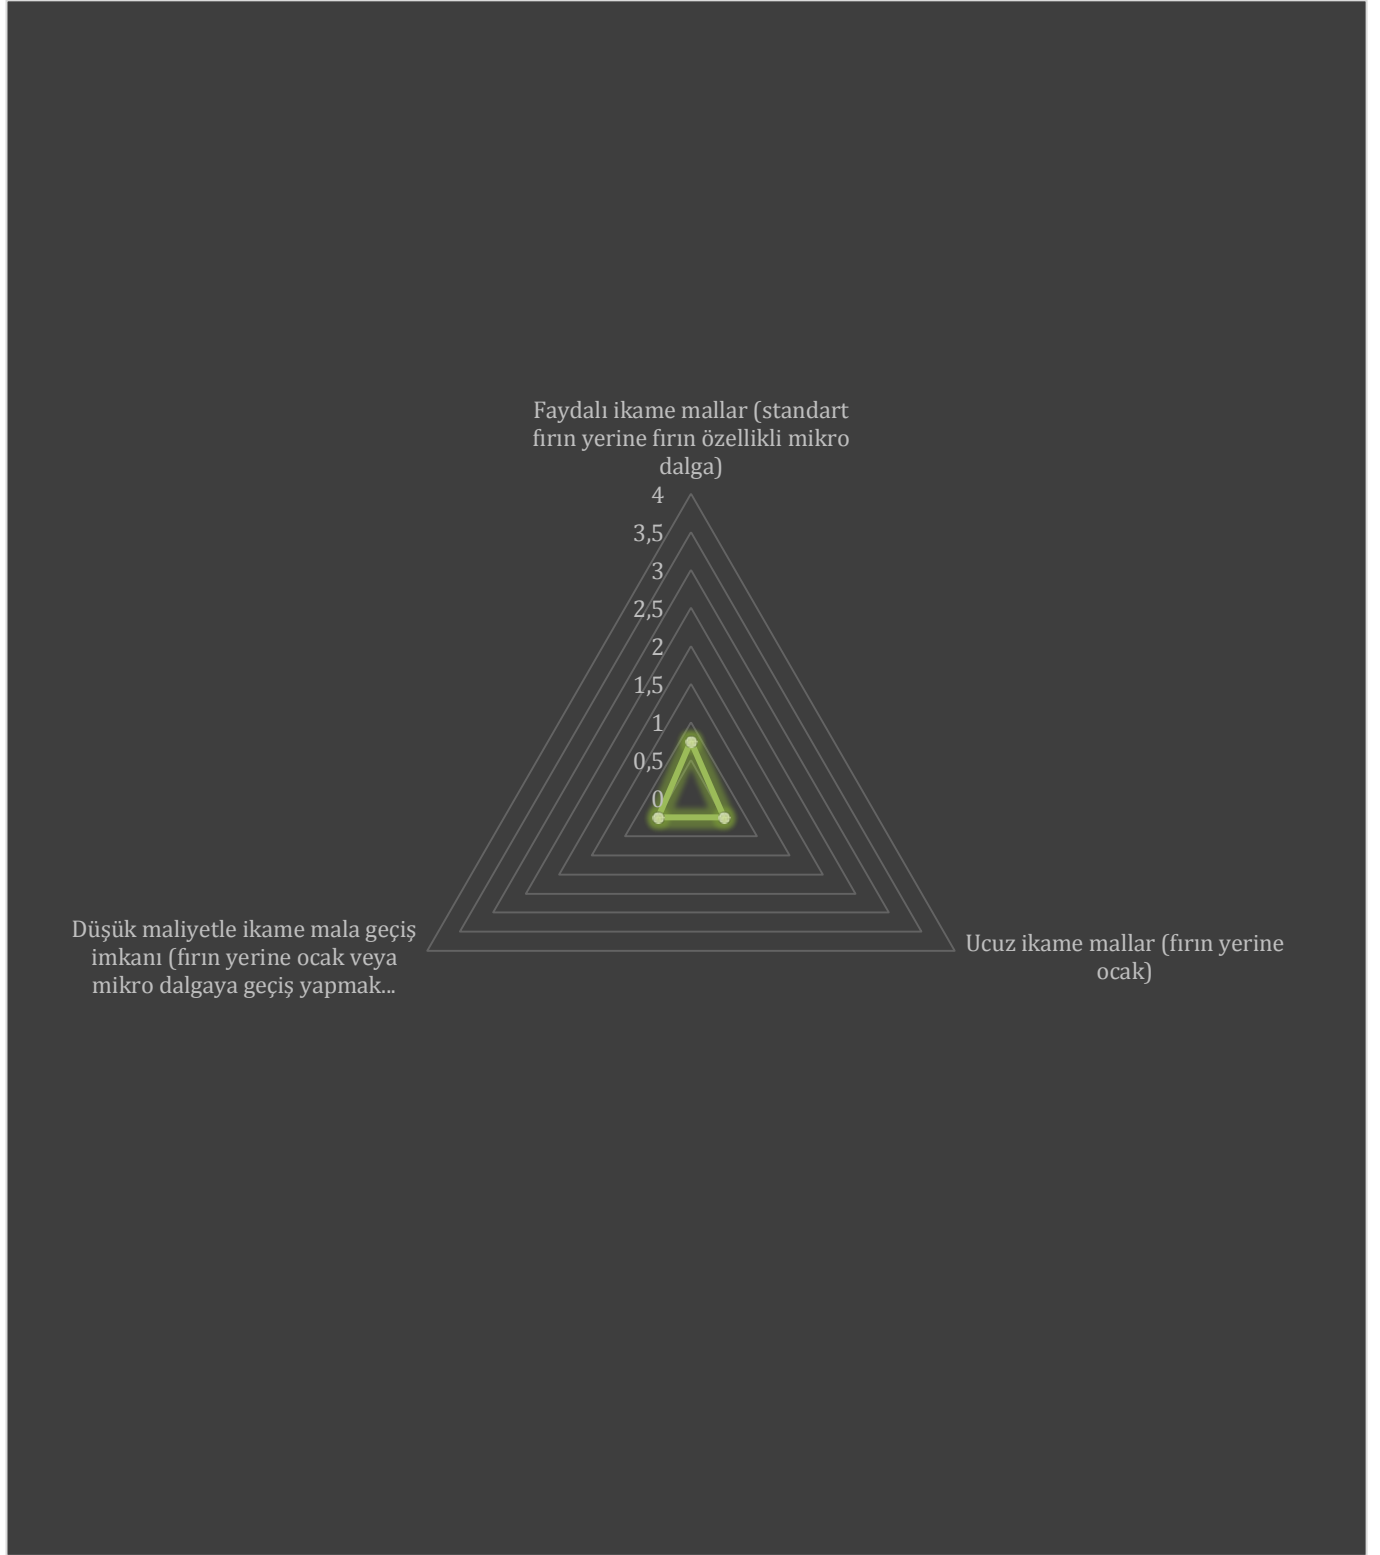 Faydalı ikame mallar (standart
fırın yerine fırın özellikli mikro
dalga)
4
3,5
3
2,5
2
1,5
1
0,5
0
Düşük maliyetle ikame mala geçiş
imkanı (fırın yerine ocak veya
mikro dalgaya geçiş yapmak...
Ucuz ikame mallar (fırın yerine
ocak)